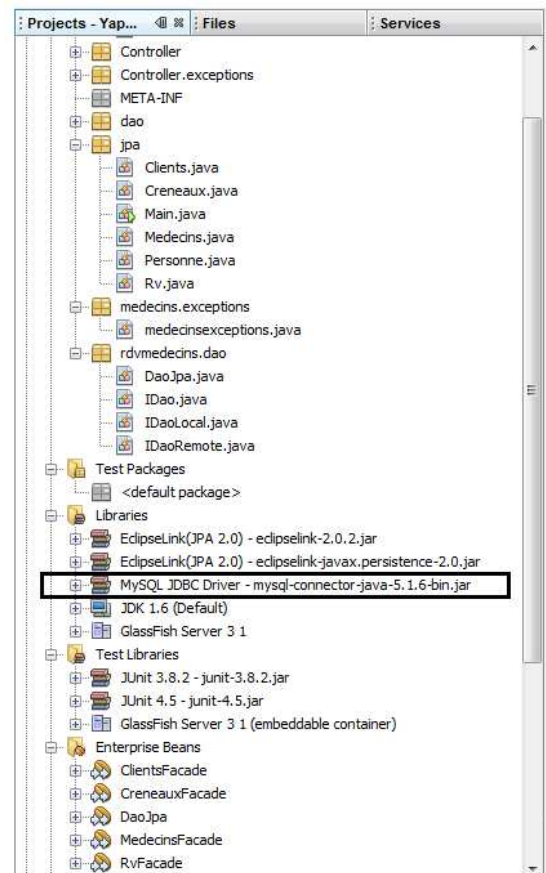 Projects - Yap... Files Services
Controller
Controller.exceptions
META-INF
dao
jpa
Clients.java
Creneaux.java
Main.java
Medecins.java
Personne.java
Rv.java
medecins.exceptions
medecinsexceptions.java
rdvmedecins.dao
DaoJpa.java
IDao.java
IDaoLocal.java
IDaoRemote.java
Test Packages
<default package>
Libraries
EclipseLink(JPA 2.0) - eclipselink-2.0.2.jar
EclipseLink(JPA 2.0) - eclipselink-javax.persistence-2.0.jar
MySQL JDBC Driver - mysql-connector-java-5.1.6-bin.jar
JDK 1.6 (Default)
GlassFish Server 3 1
Test Libraries
JUnit 3.8.2 - junit-3.8.2.jar
JUnit 4.5 - junit-4.5.jar
GlassFish Server 3 1 (embeddable container)
Enterprise Beans
ClientsFacade
CreneauxFacade
DaoJpa
MedecinsFacade
RvFacade